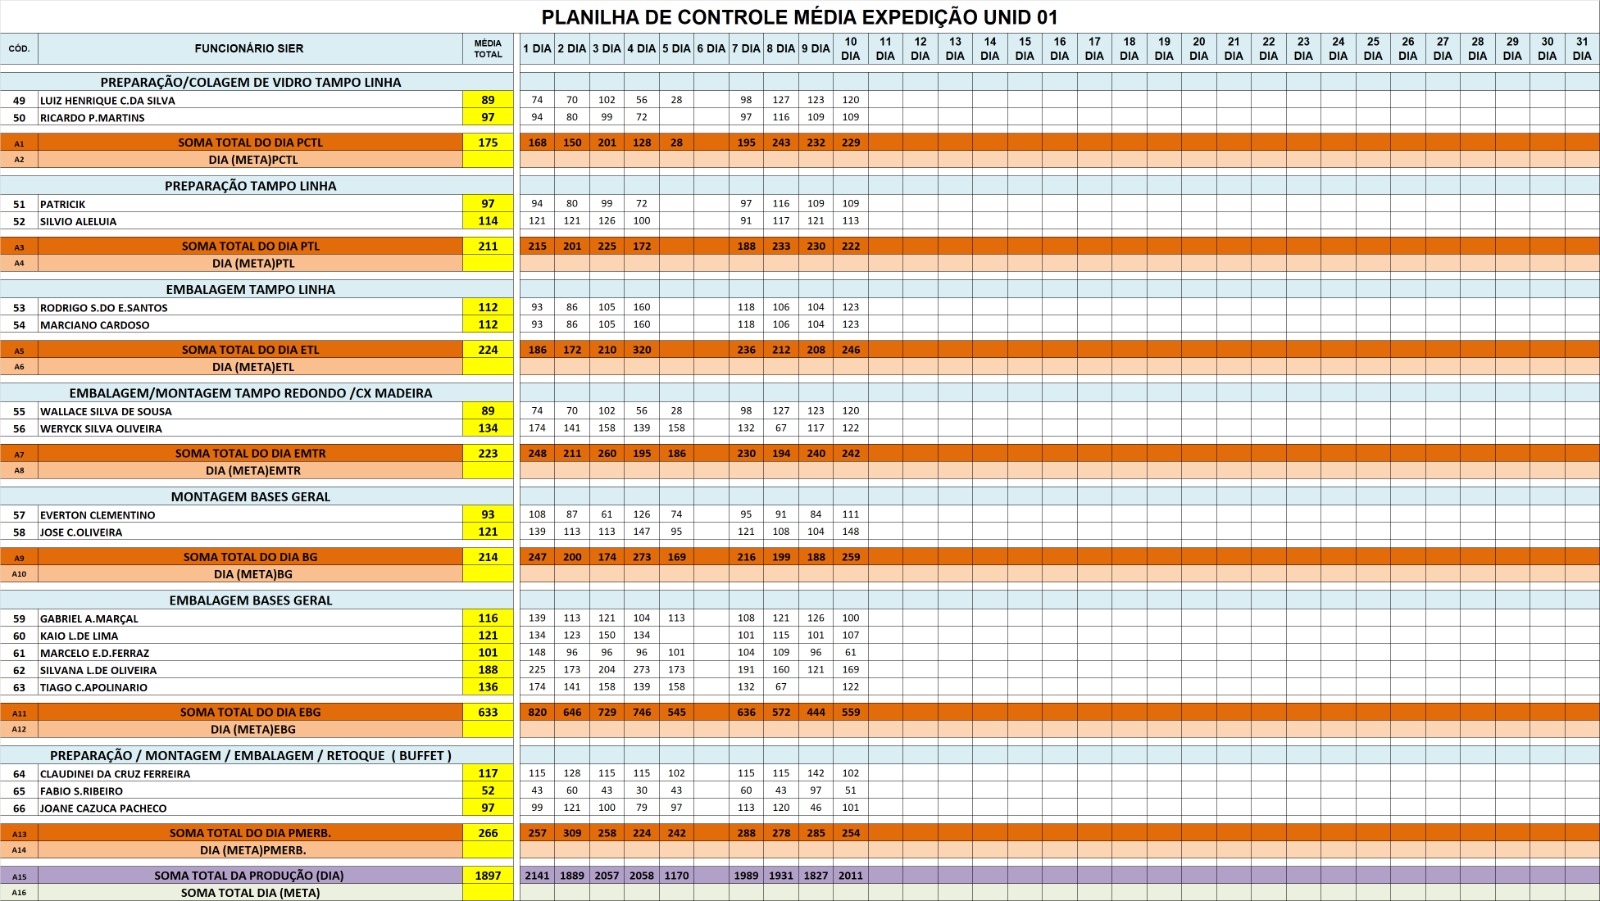 PLANILHA DE CONTROLE MÉDIA EXPEDIÇÃO UNID 01
CÓD. FUNCIONÁRIO SIER MÉDIA TOTAL 1 DIA 2 DIA 3 DIA 4 DIA 5 DIA 6 DIA 7 DIA 8 DIA 9 DIA 10 DIA 11 DIA 12 DIA 13 DIA 14 DIA 15 DIA 16 DIA 17 DIA 18 DIA 19 DIA 20 DIA 21 DIA 22 DIA 23 DIA 24 DIA 25 DIA 26 DIA 27 DIA 28 DIA 29 DIA 30 DIA 31 DIA
PREPARAÇÃO/COLAGEM DE VIDRO TAMPO LINHA
49 LUIZ HENRIQUE C.DA SILVA 89 74 70 102 56 28 98 127 123 120
50 RICARDO P.MARTINS 97 94 80 99 72 97 116 109 109
A1 SOMA TOTAL DO DIA PCTL 175 168 150 201 128 28 195 243 232 229
A2 DIA (META)PCTL
PREPARAÇÃO TAMPO LINHA
51 PATRICIK 97 94 80 99 72 97 116 109 109
52 SILVIO ALELUIA 114 121 121 126 100 91 117 121 113
A3 SOMA TOTAL DO DIA PTL 211 215 201 225 172 188 233 230 222
A4 DIA (META)PTL
EMBALAGEM TAMPO LINHA
53 RODRIGO S.DO E.SANTOS 112 93 86 105 160 118 106 104 123
54 MARCIANO CARDOSO 112 93 86 105 160 118 106 104 123
A5 SOMA TOTAL DO DIA ETL 224 186 172 210 320 236 212 208 246
A6 DIA (META)ETL
EMBALAGEM/MONTAGEM TAMPO REDONDO /CX MADEIRA
55 WALLACE SILVA DE SOUSA 89 74 70 102 56 28 98 127 123 120
56 WERYCK SILVA OLIVEIRA 134 174 141 158 139 158 132 67 117 122
A7 SOMA TOTAL DO DIA EMTR 223 248 211 260 195 186 230 194 240 242
A8 DIA (META)EMTR
MONTAGEM BASES GERAL
57 EVERTON CLEMENTINO 93 108 87 61 126 74 95 91 84 111
58 JOSE C.OLIVEIRA 121 139 113 113 147 95 121 108 104 148
A9 SOMA TOTAL DO DIA BG 214 247 200 174 273 169 216 199 188 259
A10 DIA (META)BG
EMBALAGEM BASES GERAL
59 GABRIEL A.MARÇAL 116 139 113 121 104 113 108 121 126 100
60 KAIO L.DE LIMA 121 134 123 150 134 101 115 101 107
61 MARCELO E.D.FERRAZ 101 148 96 96 96 101 104 109 96 61
62 SILVANA L.DE OLIVEIRA 188 225 173 204 273 173 191 160 121 169
63 TIAGO C.APOLINARIO 136 174 141 158 139 158 132 67 122
A11 SOMA TOTAL DO DIA EBG 633 820 646 729 746 545 636 572 444 559
A12 DIA (META)EBG
PREPARAÇÃO / MONTAGEM / EMBALAGEM / RETOQUE ( BUFFET )
64 CLAUDINEI DA CRUZ FERREIRA 117 115 128 115 115 102 115 115 142 102
65 FABIO S.RIBEIRO 52 43 60 43 30 43 60 43 97 51
66 JOANE CAZUCA PACHECO 97 99 121 100 79 97 113 120 46 101
A13 SOMA TOTAL DO DIA PMERB. 266 257 309 258 224 242 288 278 285 254
A14 DIA (META)PMERB.
A15 SOMA TOTAL DA PRODUÇÃO (DIA) 1897 2141 1889 2057 2058 1170 1989 1931 1827 2011
A16 SOMA TOTAL DIA (META)